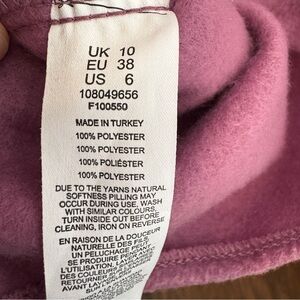 UK 10
EU 38
US 6
108049656
F100550
MADE IN TURKEY
100% POLYESTER
100% POLYESTER
100% POLIÉSTER
100% POLYESTER
DUE TO THE YARNS NATURAL
SOFTNESS PILLING MAY
OCCUR DURING USE, WASH
WITH SIMILAR COLOURS,
TURN INSIDE OUT BEFORE
CLEANING, IRON ON REVERSE
EN RAISON DE LA DOUCEUR
NATURELLE DES FILS,
UN PELUCHAGE PEUT
SE PRODUIRE
L'UTILISATION
LAVER
AVANT